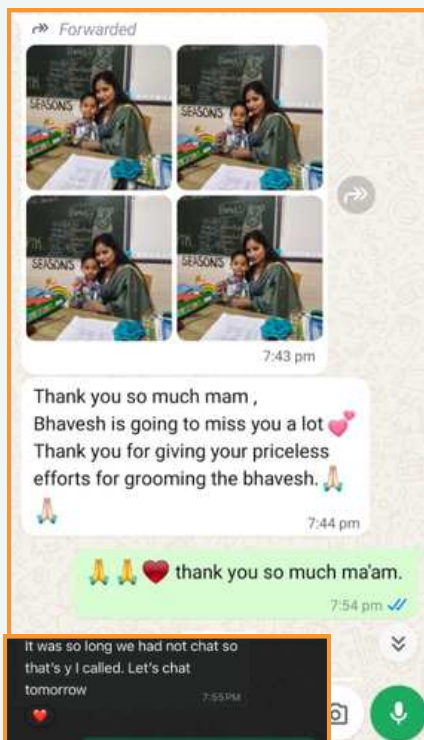 Forwarded
SEASONS
SEASONS
SEASONS
SEASONS
7:43 pm
Thank you so much mam ,
Bhavesh is going to miss you a lot 💕
Thank you for giving your priceless
efforts for grooming the bhavesh. 🙏🏻
🙏🏻
7:44 pm
🙏 🙏 ❤️ thank you so much ma'am.
7:54 pm
It was so long we had not chat so
that's y I called. Let's chat
tomorrow
7:55PM
❤️